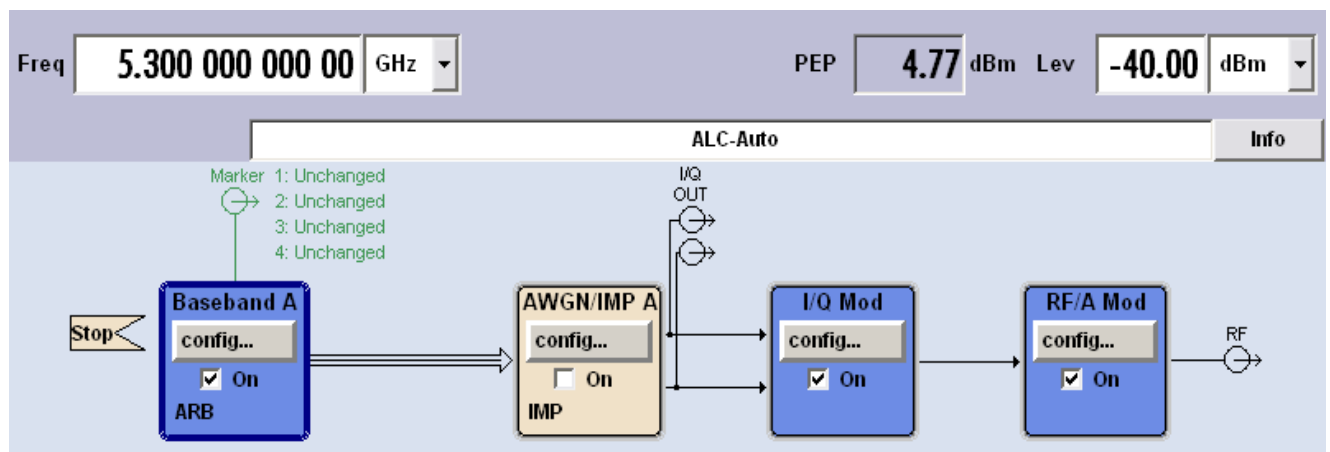 Freq 5.300 000 000 00 GHz PEP 4.77 dBm Lev -40.00 dBm
ALC-Auto Info
Marker 1: Unchanged
2: Unchanged
3: Unchanged
4: Unchanged
I/Q
OUT
Stop
Baseband A
config...
On
ARB
AWGN/IMP A
config...
On
IMP
I/Q Mod
config...
On
RF/A Mod
config...
On
RF